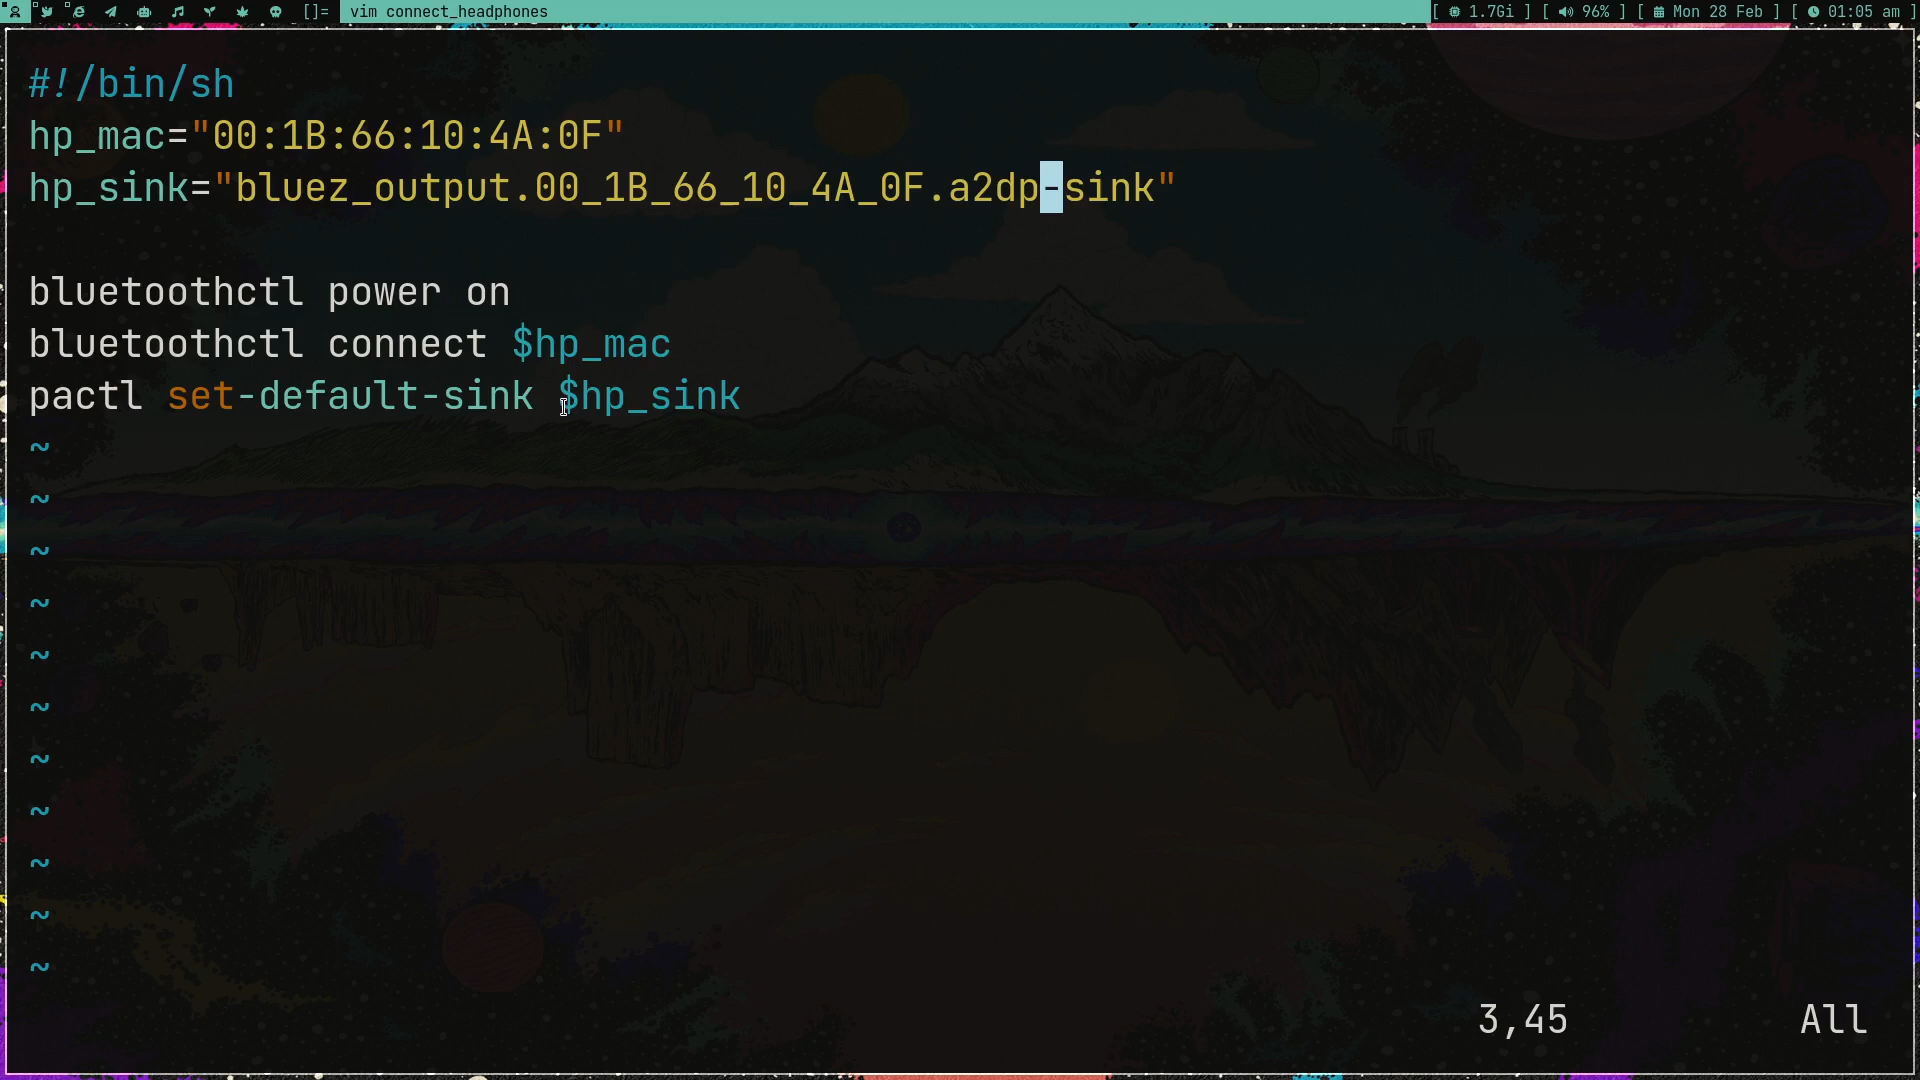 []= vim connect_headphones [ 1.7Gi ] [ 96% ] [ Mon 28 Feb ] [ 01:05 am ]
#!/bin/sh
hp_mac="00:1B:66:10:4A:0F"
hp_sink="bluez_output.00_1B_66_10_4A_0F.a2dp-sink"
bluetoothctl power on
bluetoothctl connect $hp_mac
pactl set-default-sink $hp_sink
~
~
~
~
~
~
~
~
~
~
~
3,45 All